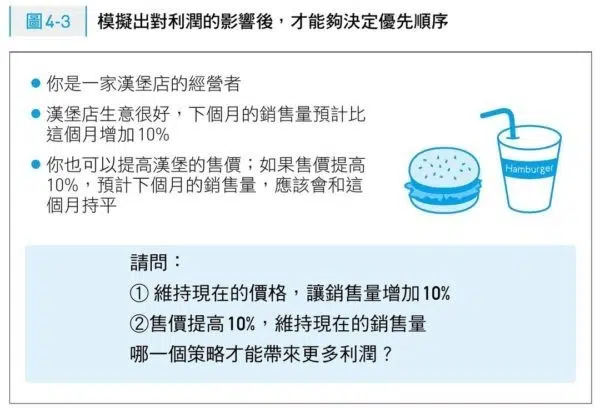 圖4-3 模擬出對利潤的影響後，才能夠決定優先順序
● 你是一家漢堡店的經營者
● 漢堡店生意很好，下個月的銷售量預計比
這個月增加10%
● 你也可以提高漢堡的售價；如果售價提高
10%，預計下個月的銷售量，應該會和這
個月持平
Hamburger
請問：
① 維持現在的價格，讓銷售量增加10%
②售價提高10%，維持現在的銷售量
哪一個策略才能帶來更多利潤？